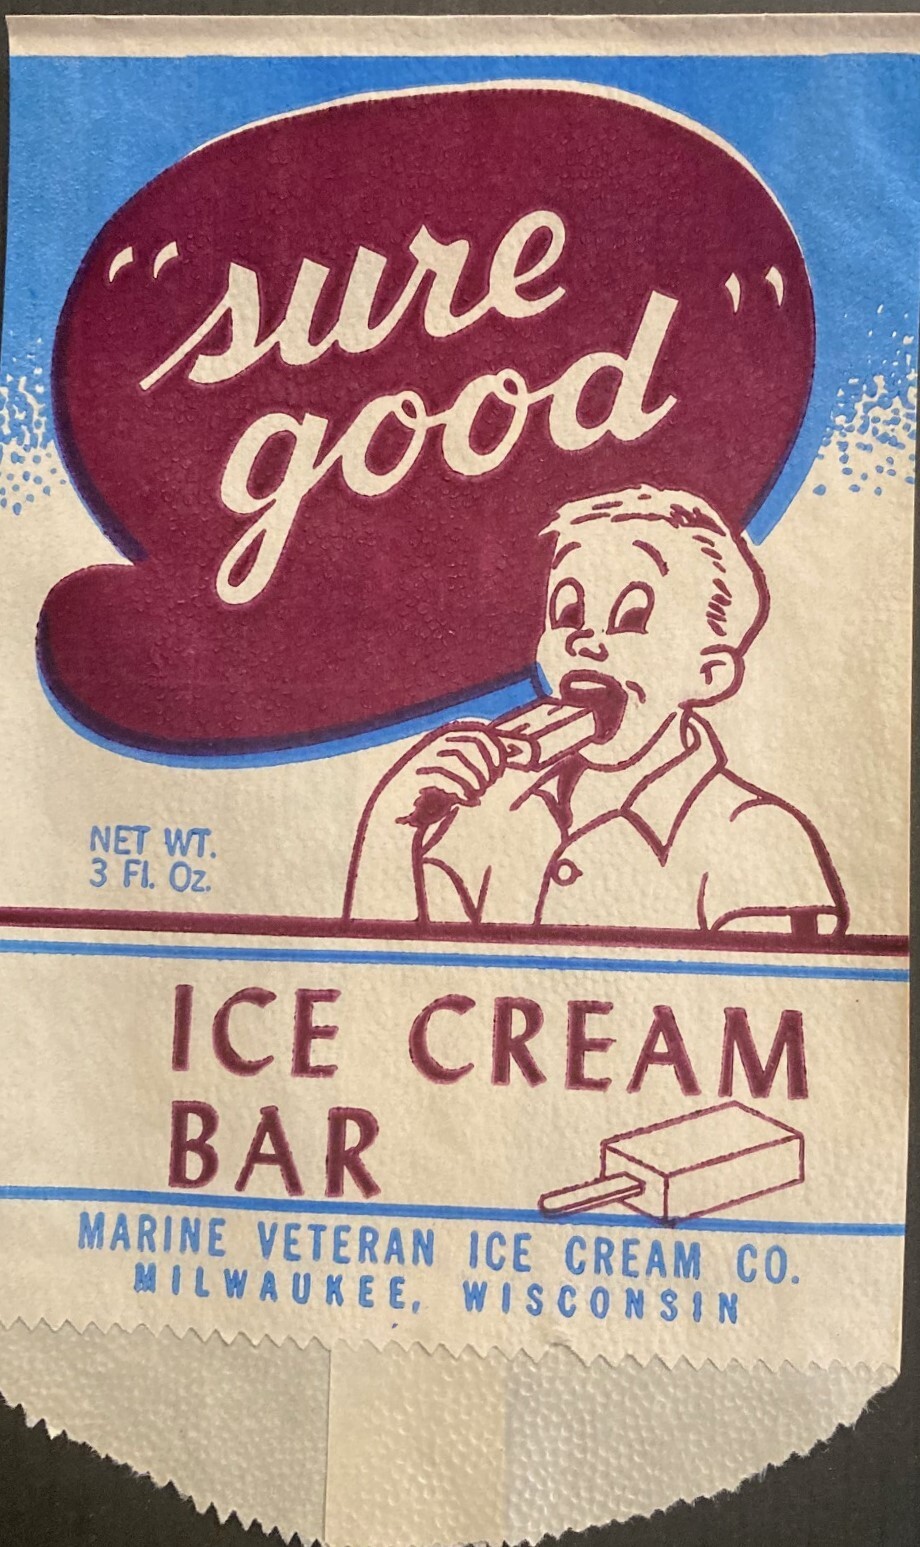 "sure
good"
NET WT.
3 Fl. Oz.
ICE CREAM
BAR
MARINE VETERAN ICE CREAM CO.
MILWAUKEE, WISCONSIN